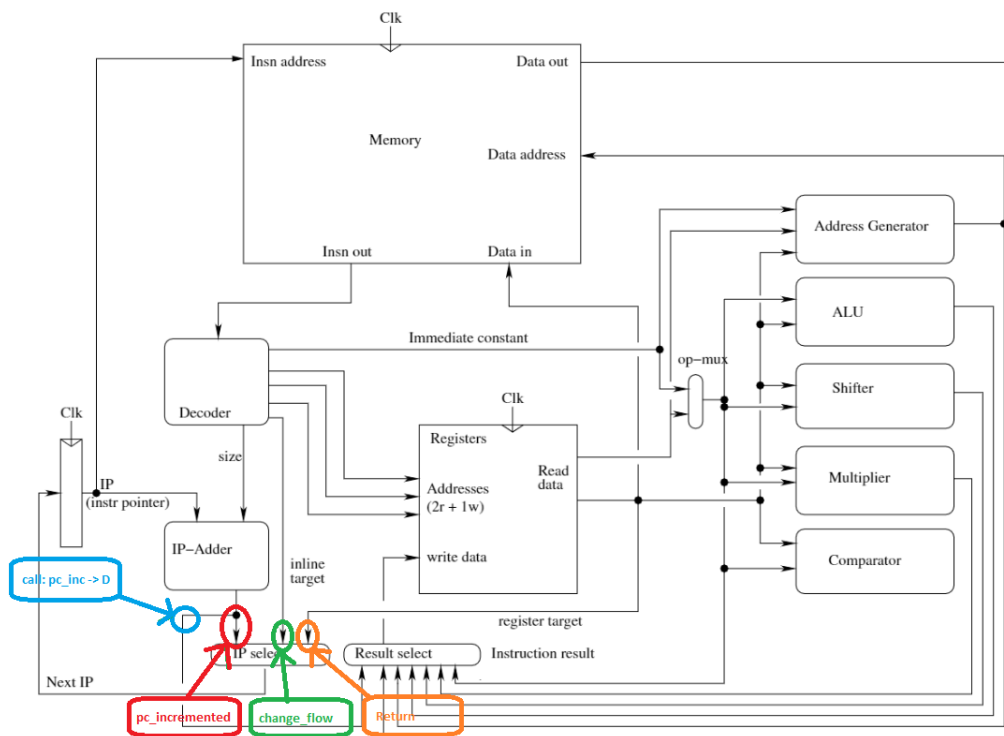 Clk
Insn address
Data out
Memory
Data address
Insn out
Data in
Address Generator
ALU
Immediate constant
op-mux
Decoder
Shifter
Clk
Clk
Registers
size
Read
data
IP
(instr pointer)
Addresses
(2r + 1w)
Multiplier
IP-Adder
write data
inline
target
Comparator
call: pc_inc -> D
register target
IP select
Result select
Instruction result
Next IP
pc_incremented
change_flow
Return